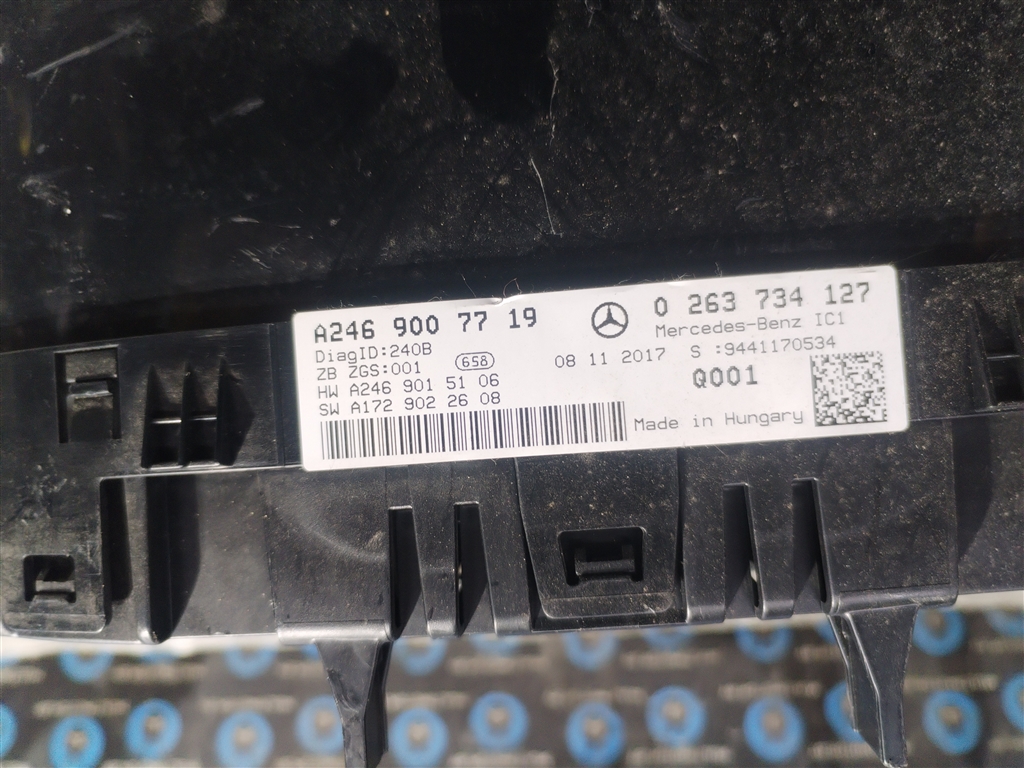 A246 900 77 19
0 263 734 127
Mercedes-Benz IC1
DiagID:240B
658
08 11 2017 S :9441170534
ZB ZGS:001
Q001
HW A246 901 51 06
SW A172 902 26 08
Made in Hungary